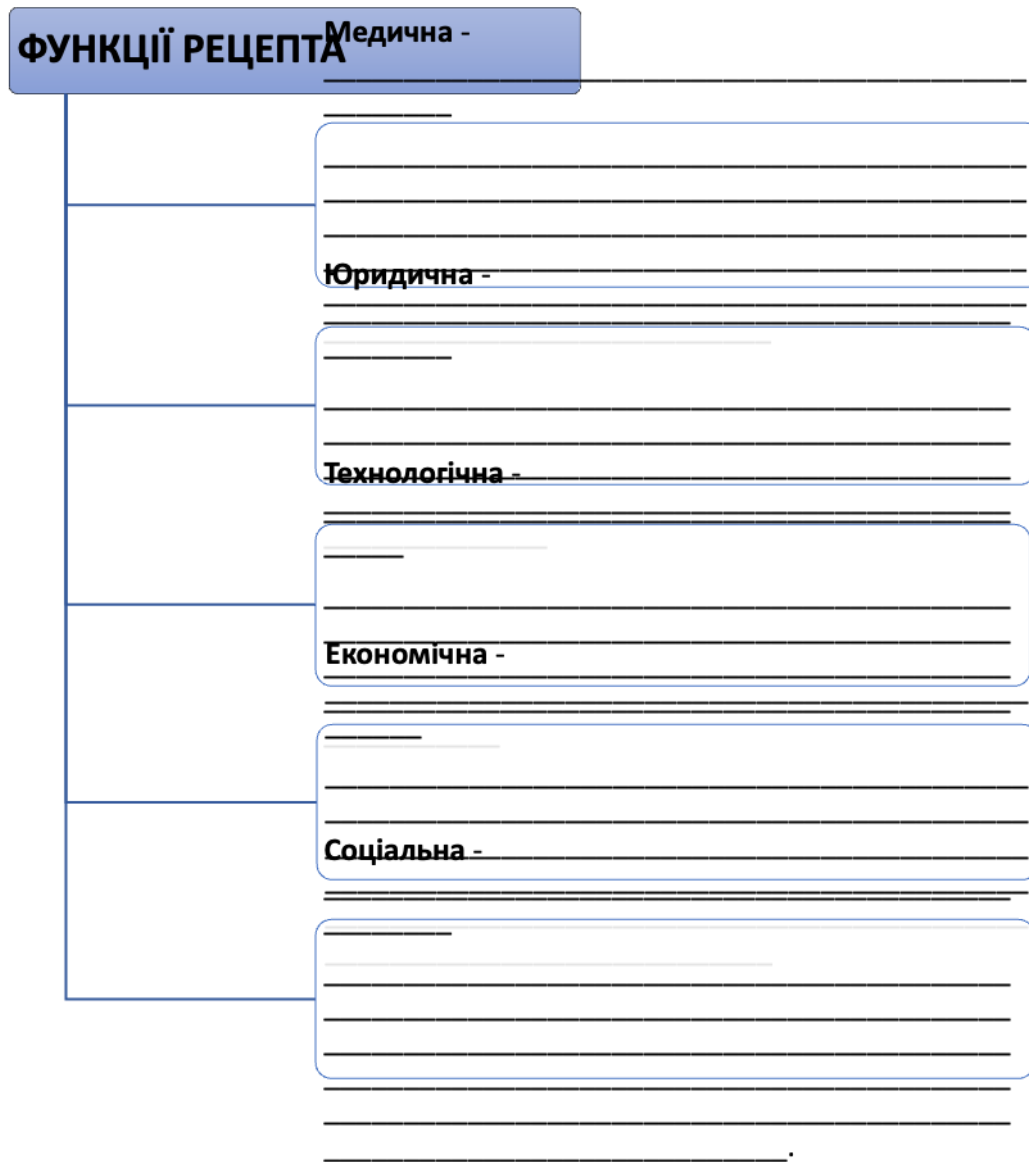 ФУНКЦІЇ РЕЦЕПТА
Медична -
Юридична -
Технологічна -
Економічна -
Соціальна -
.